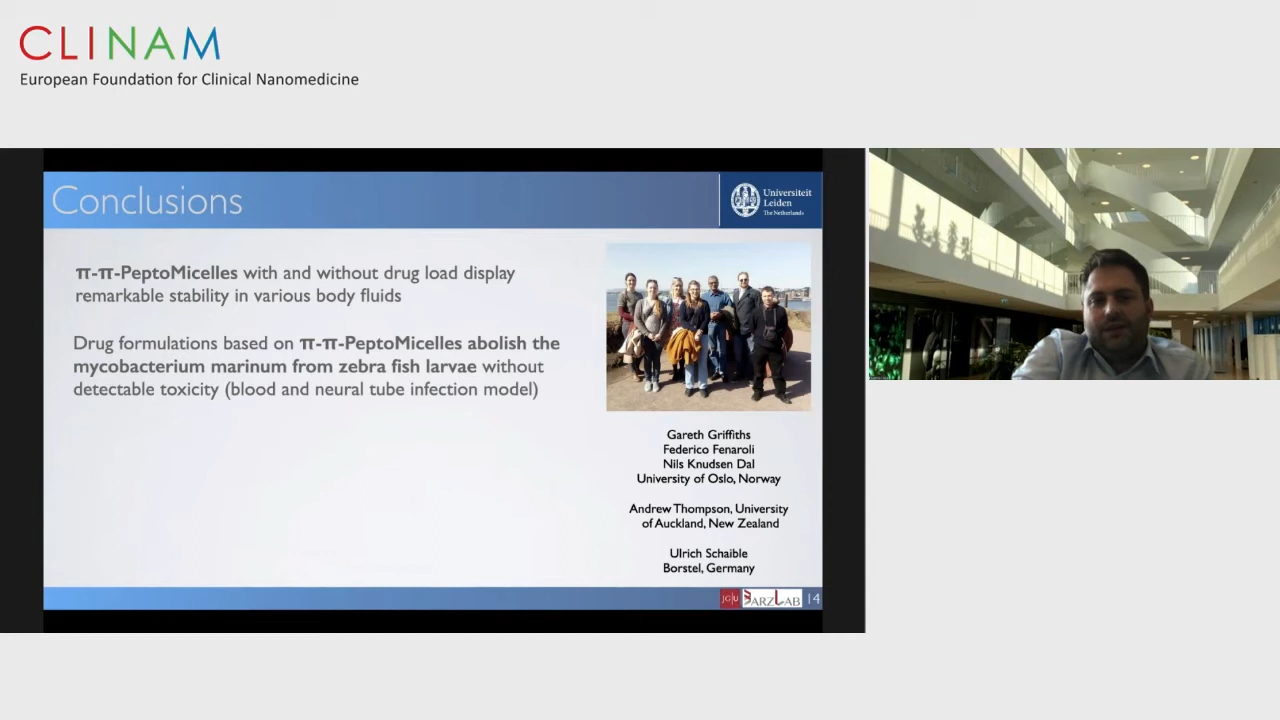 CLINAM
European Foundation for Clinical Nanomedicine
Conclusions
Universiteit
Leiden
The Netherlands
π-π-PeptoMicelles with and without drug load display
remarkable stability in various body fluids
Drug formulations based on π-π-PeptoMicelles abolish the
mycobacterium marinum from zebra fish larvae without
detectable toxicity (blood and neural tube infection model)
Gareth Griffiths
Federico Fenaroli
Nils Knudsen Dal
University of Oslo, Norway
Andrew Thompson, University
of Auckland, New Zealand
Ulrich Schaible
Borstel, Germany
JG|U BARZLAB 14